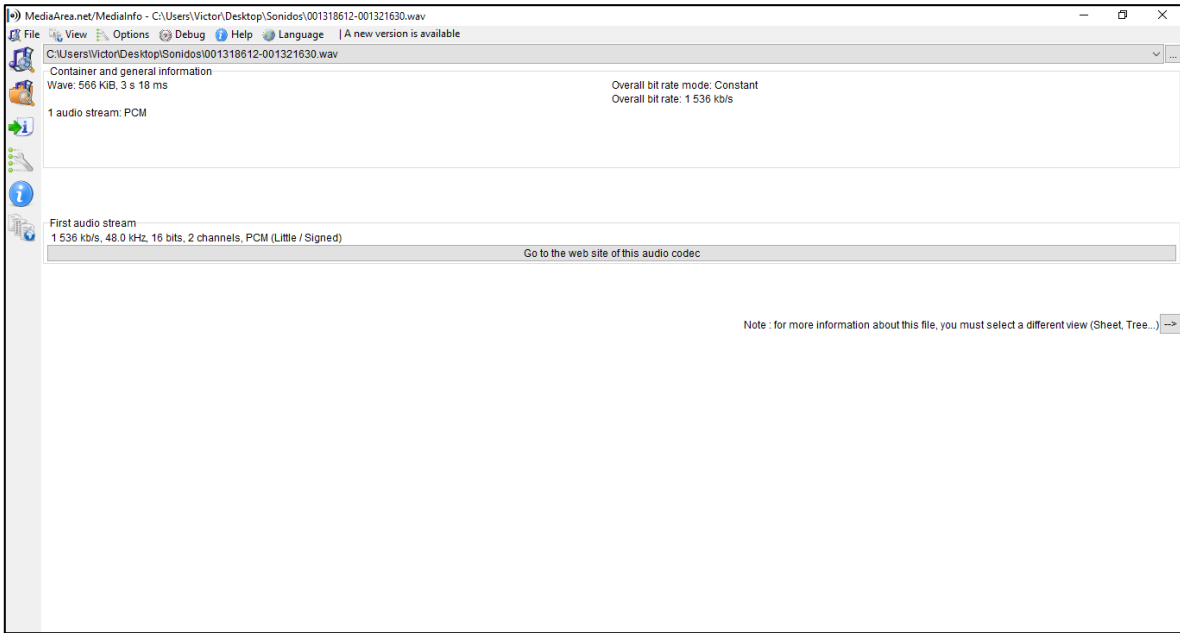 MediaArea.net/MediaInfo - C:\Users\Victor\Desktop\Sonidos\001318612-001321630.wav
File View Options Debug Help Language | A new version is available
C:\Users\Victor\Desktop\Sonidos\001318612-001321630.wav ...
Container and general information
Wave: 566 KiB, 3 s 18 ms Overall bit rate mode: Constant
Overall bit rate: 1 536 kb/s
1 audio stream: PCM
First audio stream
1 536 kb/s, 48.0 kHz, 16 bits, 2 channels, PCM (Little / Signed)
Go to the web site of this audio codec
Note : for more information about this file, you must select a different view (Sheet, Tree...) -->